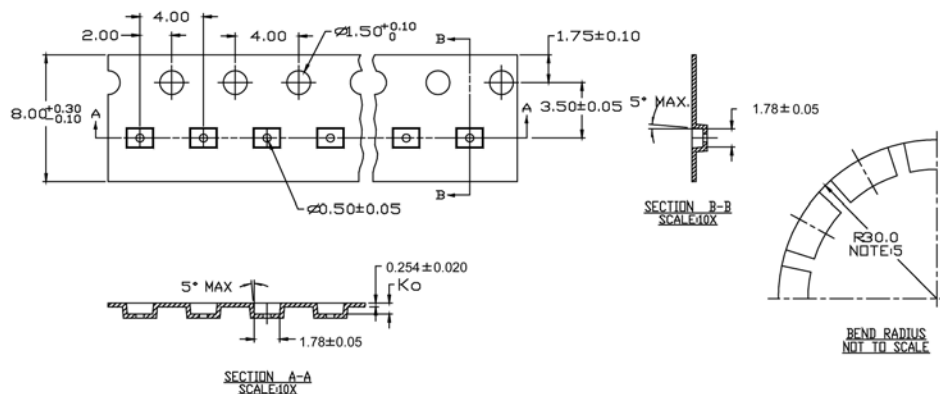 4.00
2.00
4.00
Ø1.50+0.10 0
B
1.75±0.10
8.00+0.30 -0.10
A
3.50±0.05
A
5° MAX.
1.78±0.05
B
Ø0.50±0.05
SECTION B-B
SCALE:10X
R30.0
NOTE:5
0.254±0.020
5° MAX
Ko
1.78±0.05
BEND RADIUS
NOT TO SCALE
SECTION A-A
SCALE:10X